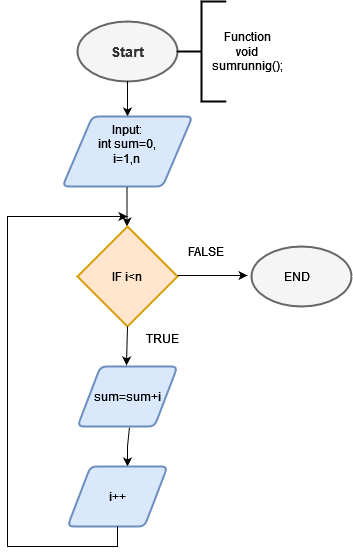 Start
Function
void
sumrunnig();
Input:
int sum=0,
i=1,n
IF i<n
FALSE
END
TRUE
sum=sum+i
i++